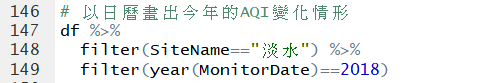 146 # 以日曆畫出今年的AQI變化情形
147 df %>%
148   filter(SiteName=="淡水") %>%
149   filter(year(MonitorDate)==2018)